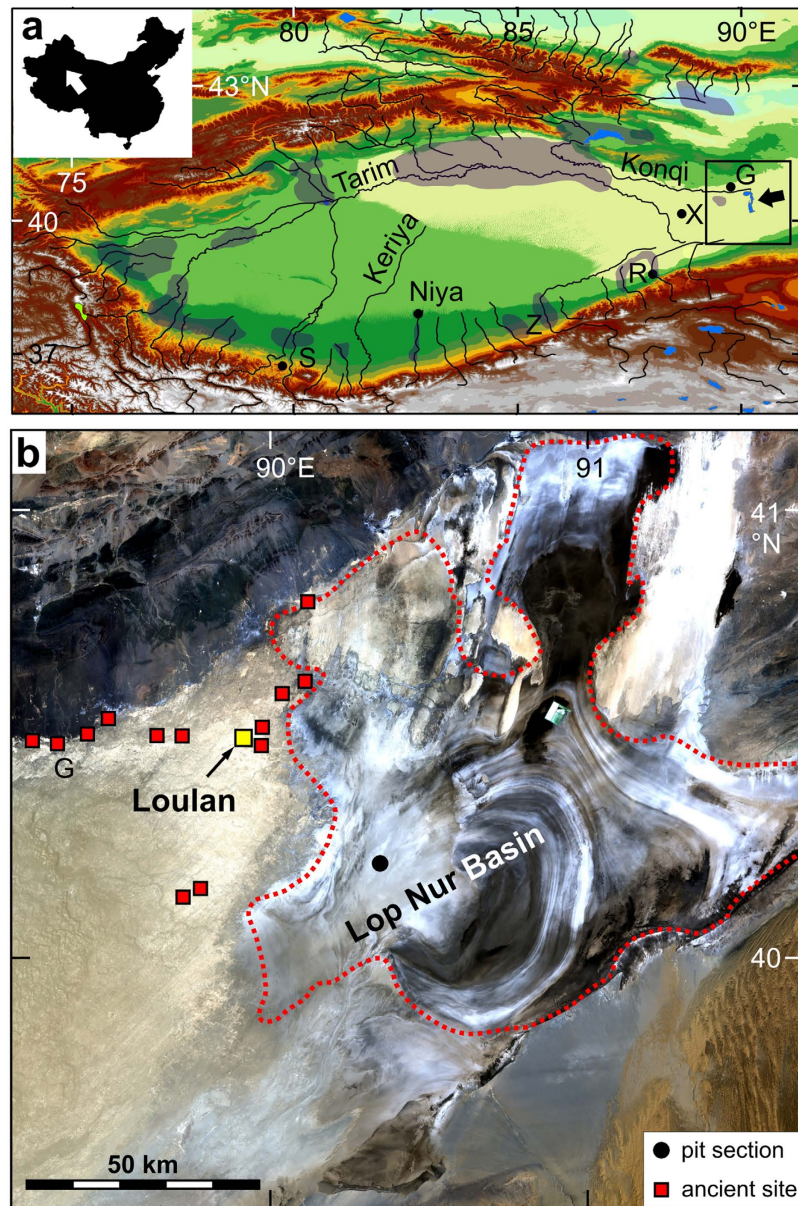 a
80
85
90°E
43°N
75
Tarim
Konqi
G
40
X
Keriya
Niya
R
Z
37
S
b
90°E
91
41
°N
G
Loulan
Lop Nur Basin
40
50 km
pit section
ancient site